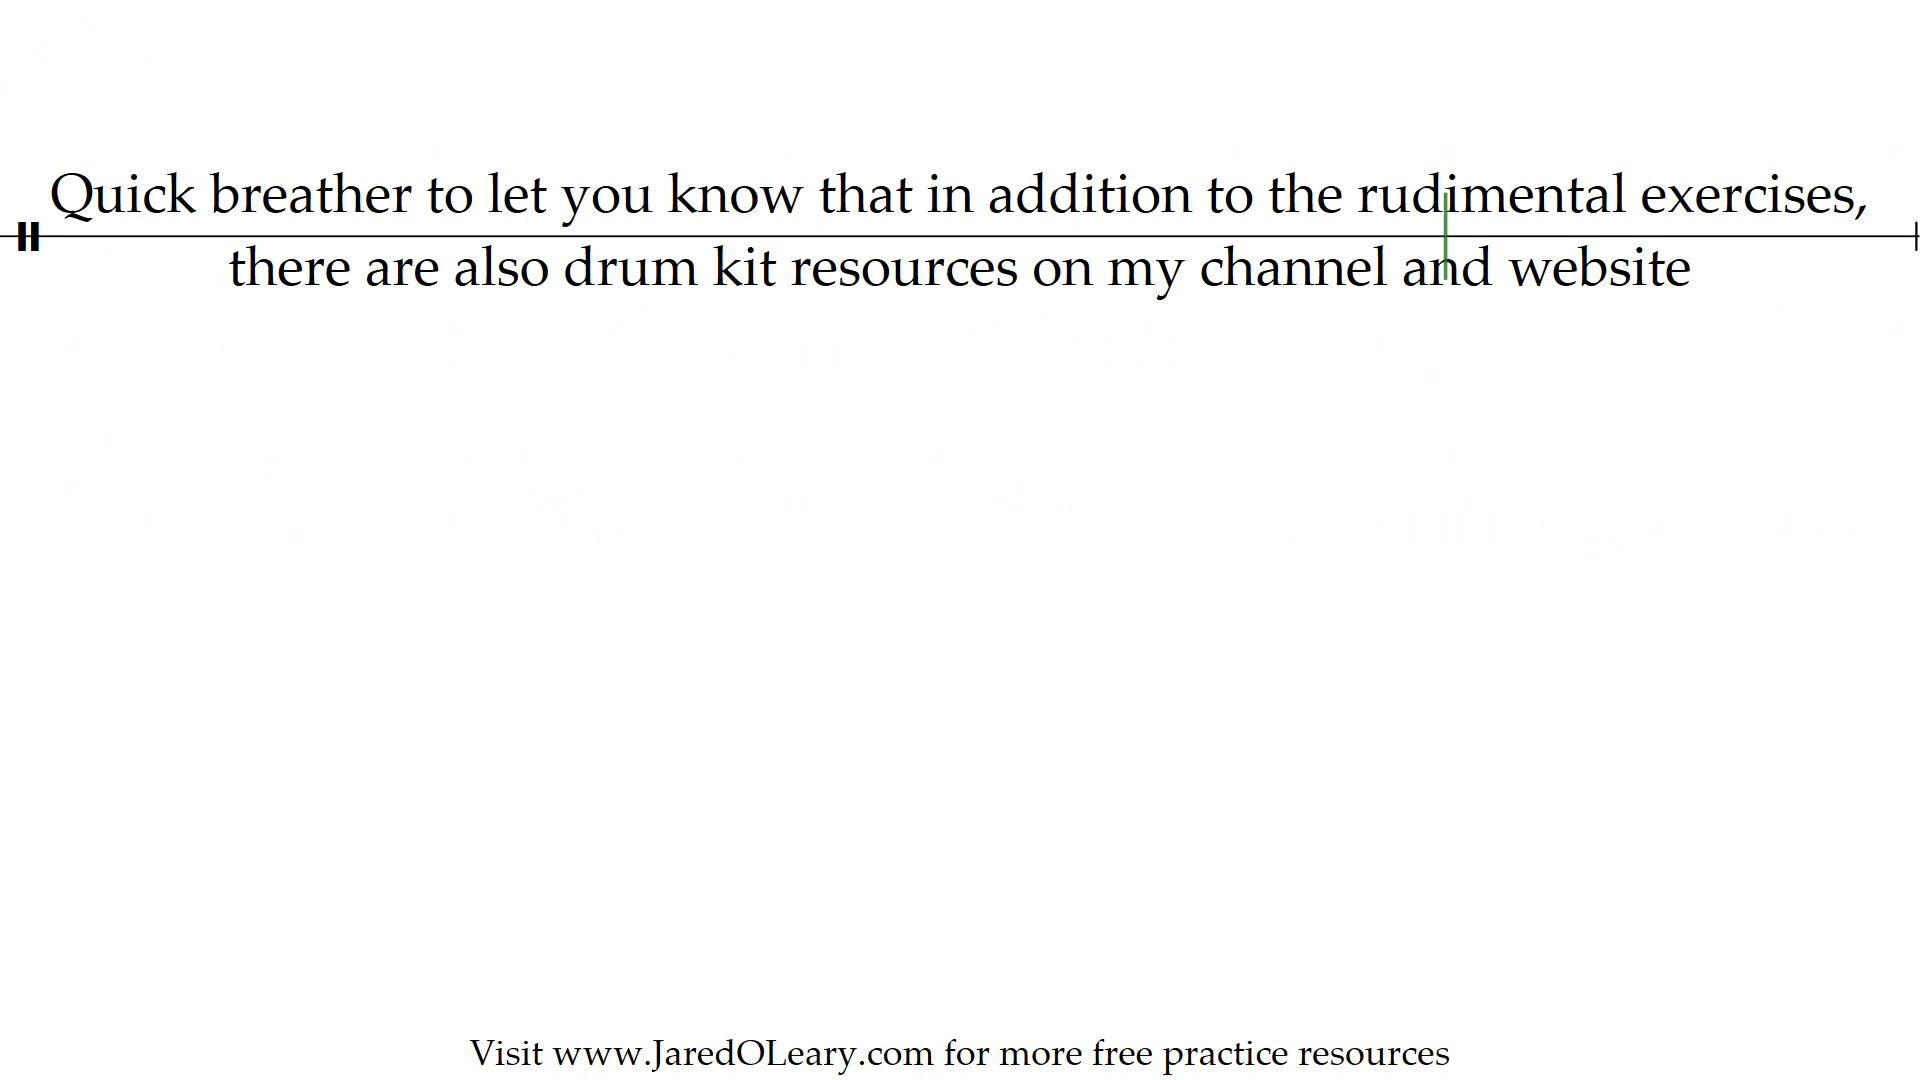 Quick breather to let you know that in addition to the rudimental exercises,
there are also drum kit resources on my channel and website
Visit www.JaredOLeary.com for more free practice resources